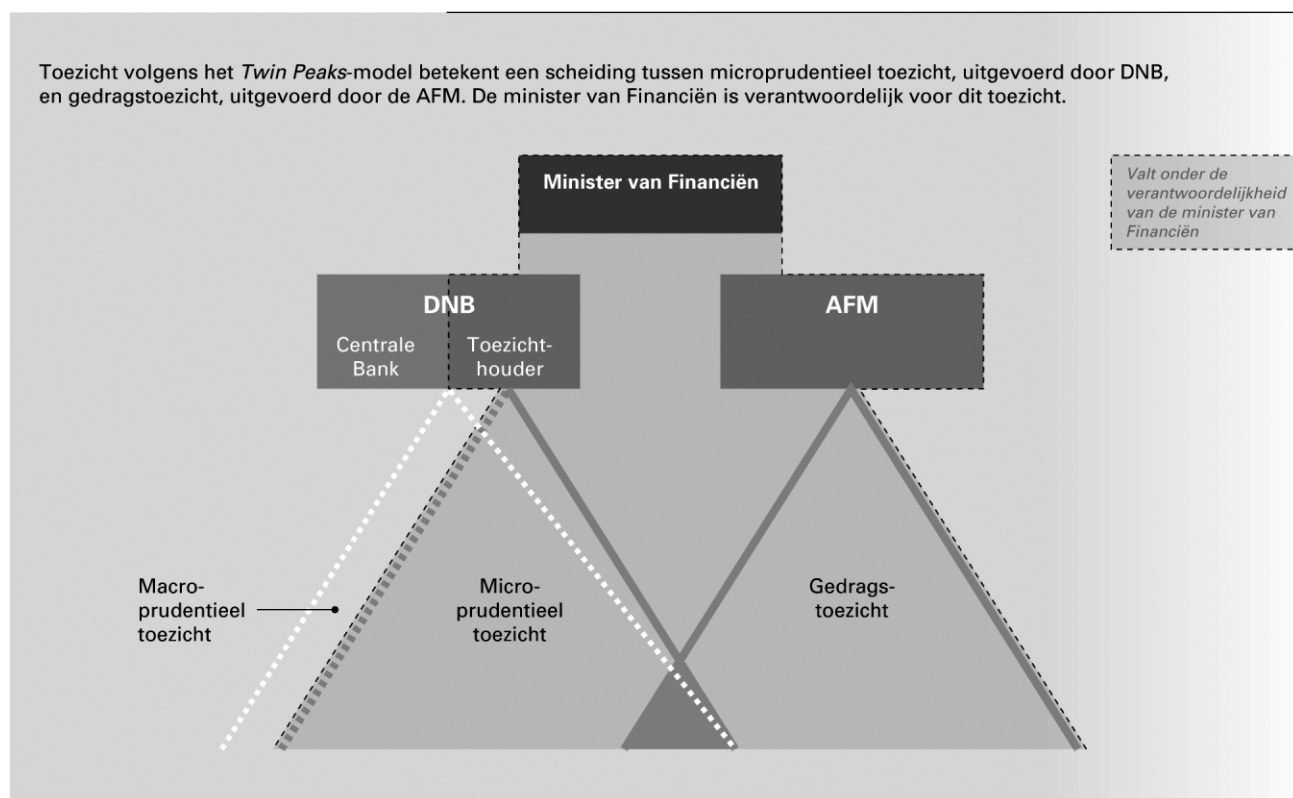 Toezicht volgens het Twin Peaks-model betekent een scheiding tussen microprudentieel toezicht, uitgevoerd door DNB,
en gedragstoezicht, uitgevoerd door de AFM. De minister van Financiën is verantwoordelijk voor dit toezicht.
Minister van Financiën
Valt onder de
verantwoordelijkheid
van de minister van
Financiën
DNB
Centrale
Bank
Toezicht-
houder
AFM
Macro-
prudentieel
toezicht
Micro-
prudentieel
toezicht
Gedrags-
toezicht